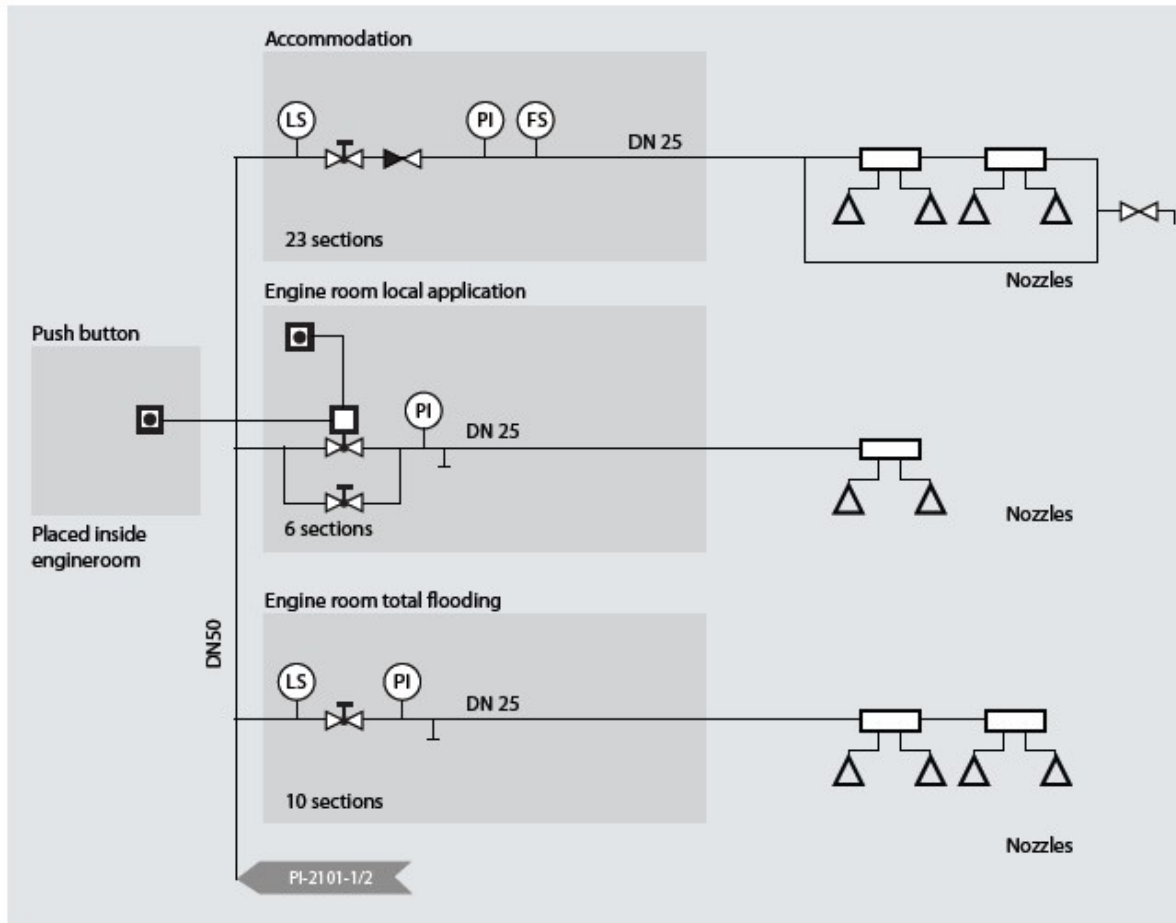 Accommodation
LS
PI
FS
DN 25
23 sections
Nozzles
Engine room local application
Push button
PI
DN 25
6 sections
Nozzles
Placed inside
engineroom
Engine room total flooding
DN50
LS
PI
DN 25
10 sections
Nozzles
PI-2101-1/2